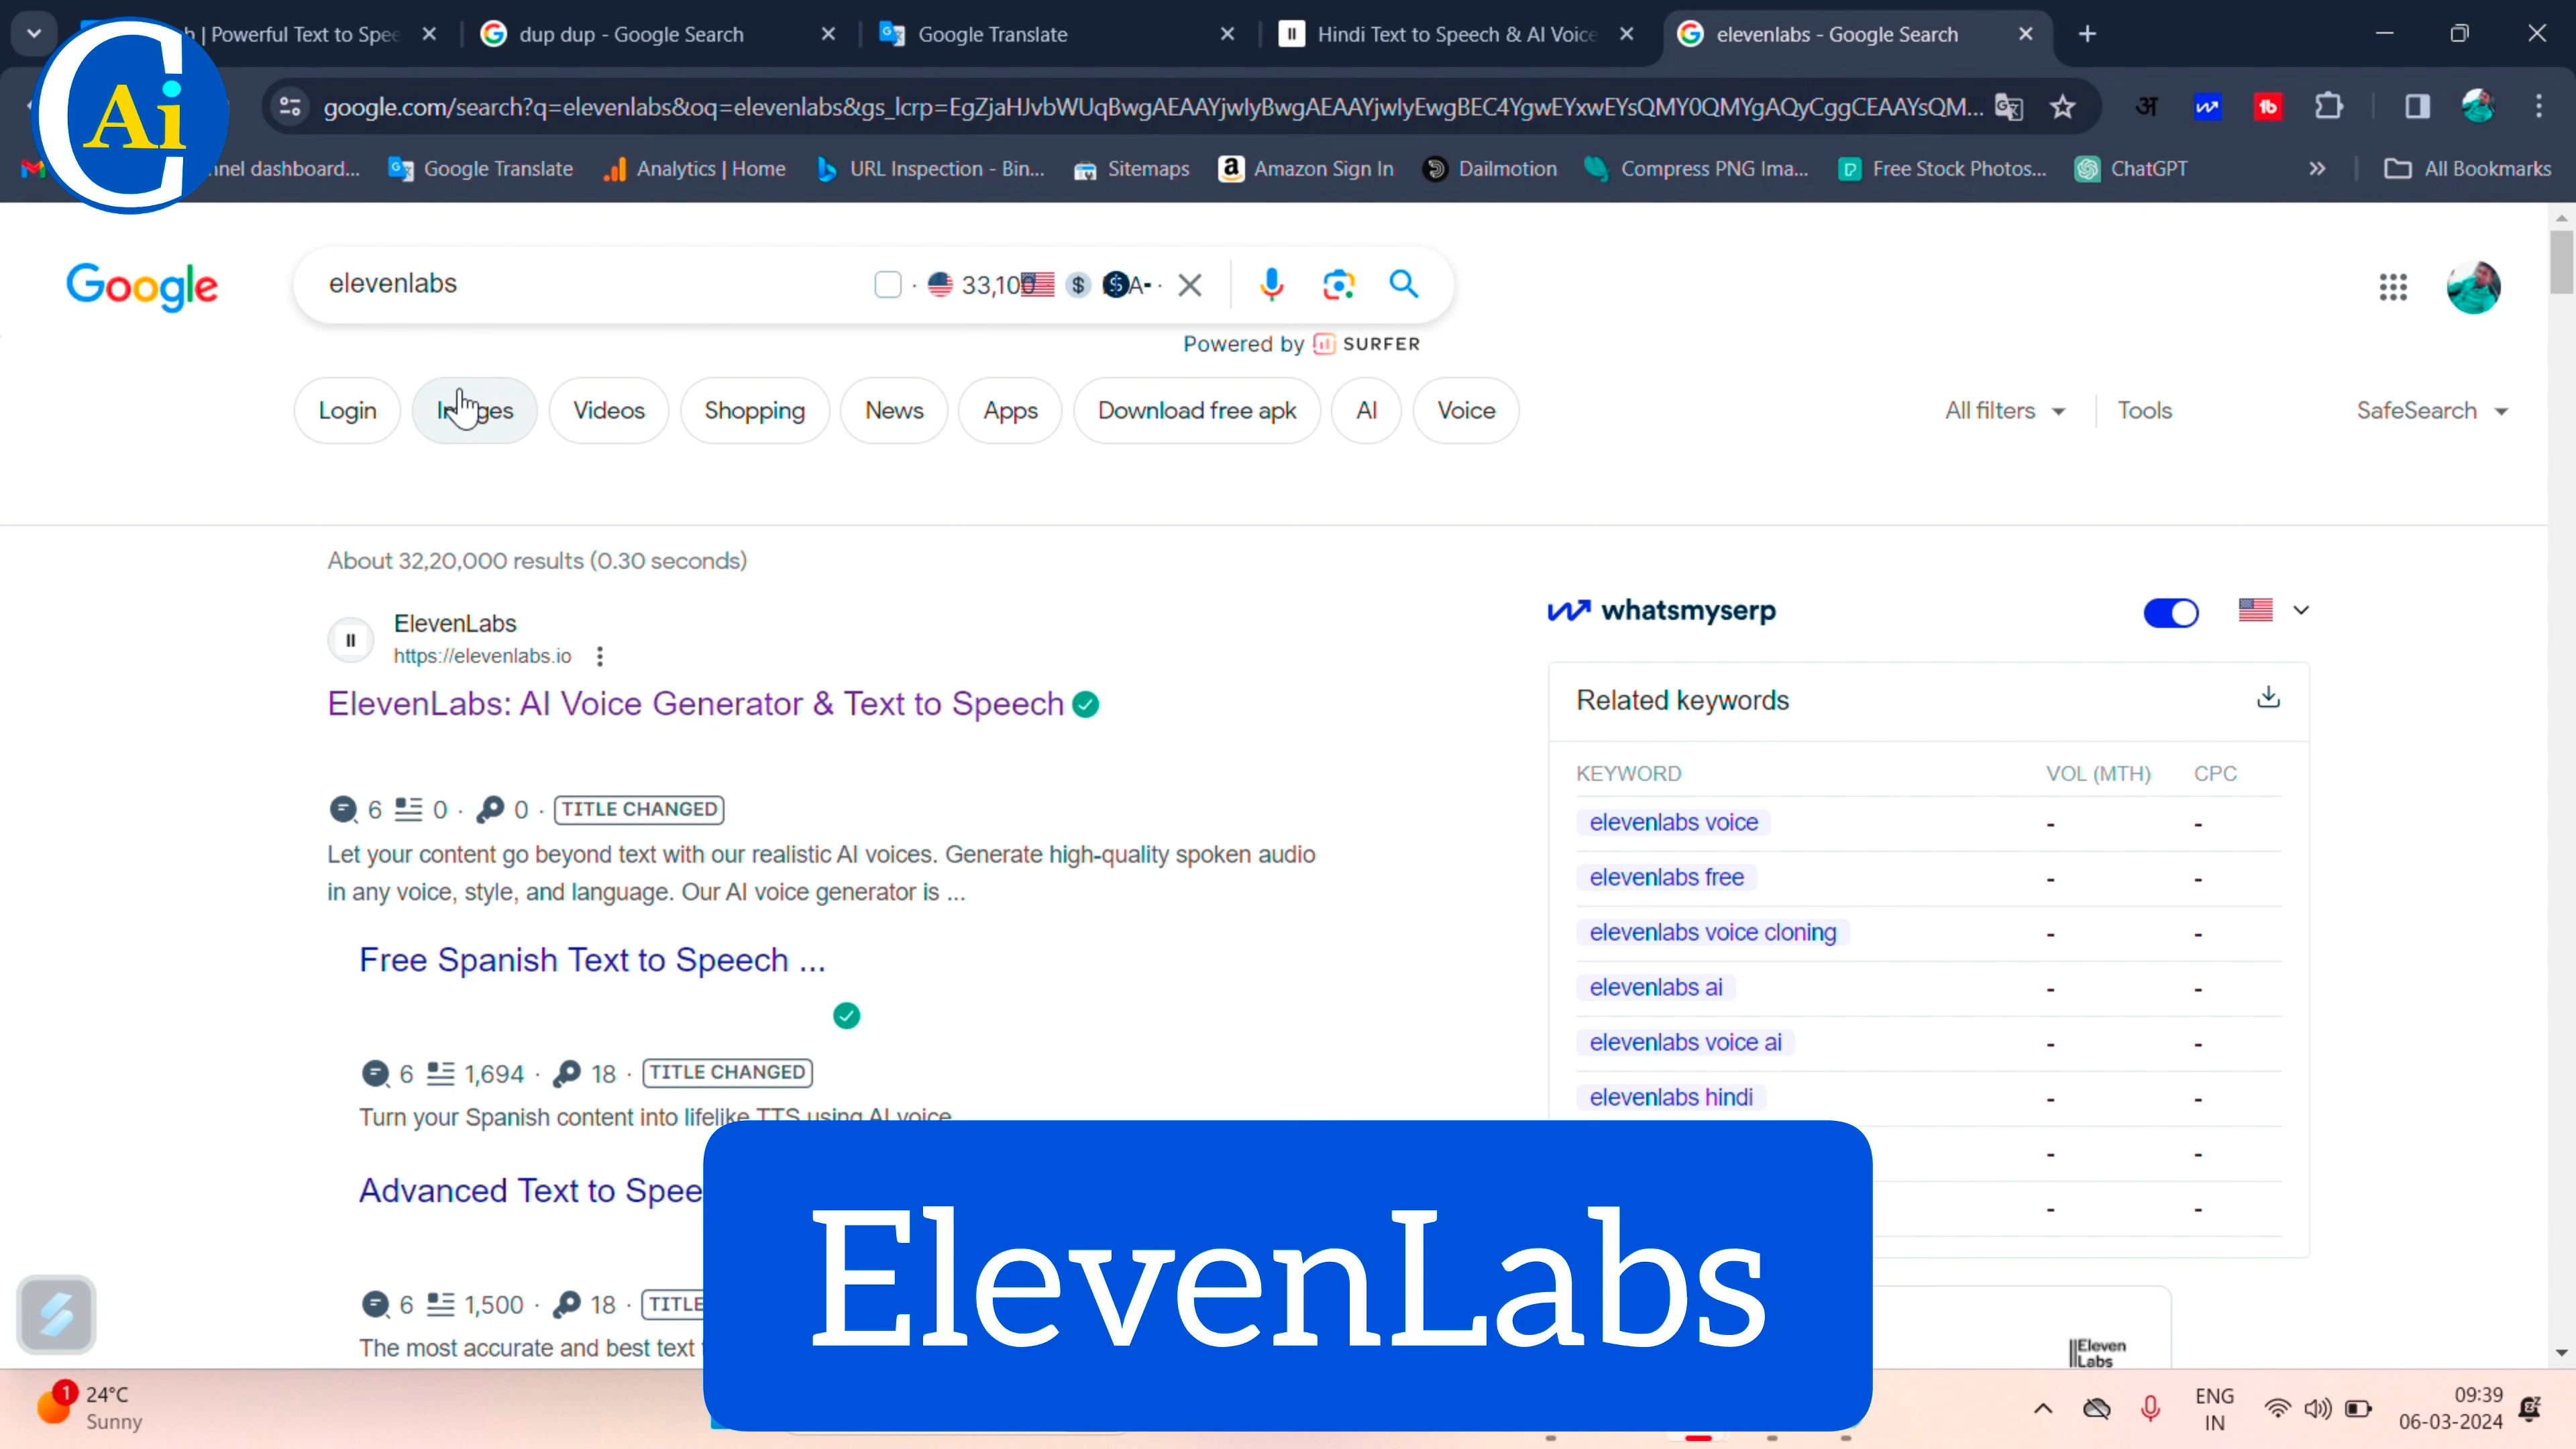 h | Powerful Text to Spee
dup dup - Google Search
Google Translate
Hindi Text to Speech & AI Voice
elevenlabs - Google Search
C Ai
google.com/search?q=elevenlabs&oq=elevenlabs&gs_lcrp=EgZjaHJvbWUqBwgAEAAYjwIyBwgAEAAYjwIyEwgBEC4YgwEYxwEYsQMY0QMYgAQyCggCEAAYsQM...
nnel dashboard...
Google Translate
Analytics | Home
URL Inspection - Bin...
Sitemaps
Amazon Sign In
Dailmotion
Compress PNG Ima...
Free Stock Photos...
ChatGPT
All Bookmarks
Google
elevenlabs
33,100
Powered by SURFER
Login
Images
Videos
Shopping
News
Apps
Download free apk
AI
Voice
All filters
Tools
SafeSearch
About 32,20,000 results (0.30 seconds)
ElevenLabs
https://elevenlabs.io
ElevenLabs: AI Voice Generator & Text to Speech
6 0 · 0 · TITLE CHANGED
Let your content go beyond text with our realistic AI voices. Generate high-quality spoken audio
in any voice, style, and language. Our AI voice generator is ...
Free Spanish Text to Speech ...
6 1,694 · 18 · TITLE CHANGED
Turn your Spanish content into lifelike TTS using AI voice
Advanced Text to Spee
6 1,500 · 18 · TITLE
The most accurate and best text
whatsmyserp
Related keywords
KEYWORD VOL (MTH) CPC
elevenlabs voice - -
elevenlabs free - -
elevenlabs voice cloning - -
elevenlabs ai - -
elevenlabs voice ai - -
elevenlabs hindi - -
- -
- -
Eleven
Labs
ElevenLabs
1
24°C
Sunny
ENG
IN
09:39
06-03-2024